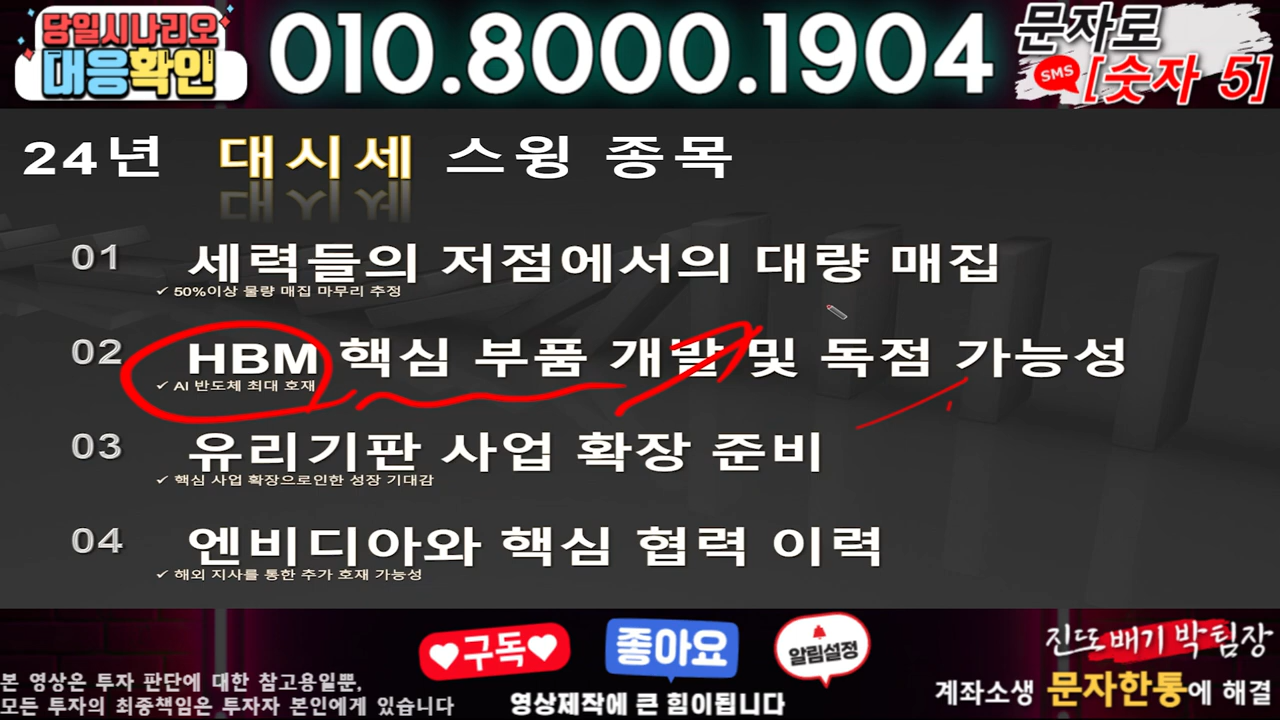 당일시나리오
대응확인
010.8000.1904
문자로
SMS [숫자 5]
24년 대시세 스윙 종목
01 세력들의 저점에서의 대량 매집
✓ 50%이상 물량 매집 마무리 추정
02 HBM 핵심 부품 개발 및 독점 가능성
✓ AI 반도체 최대 호재
03 유리기판 사업 확장 준비
✓ 핵심 사업 확장으로인한 성장 기대감
04 엔비디아와 핵심 협력 이력
✓ 해외 지사를 통한 추가 호재 가능성
구독
좋아요
알림설정
영상제작에 큰 힘이됩니다
본 영상은 투자 판단에 대한 참고용일뿐,
모든 투자의 최종책임은 투자자 본인에게 있습니다
진또배기 박팀장
계좌소생 문자한통에 해결